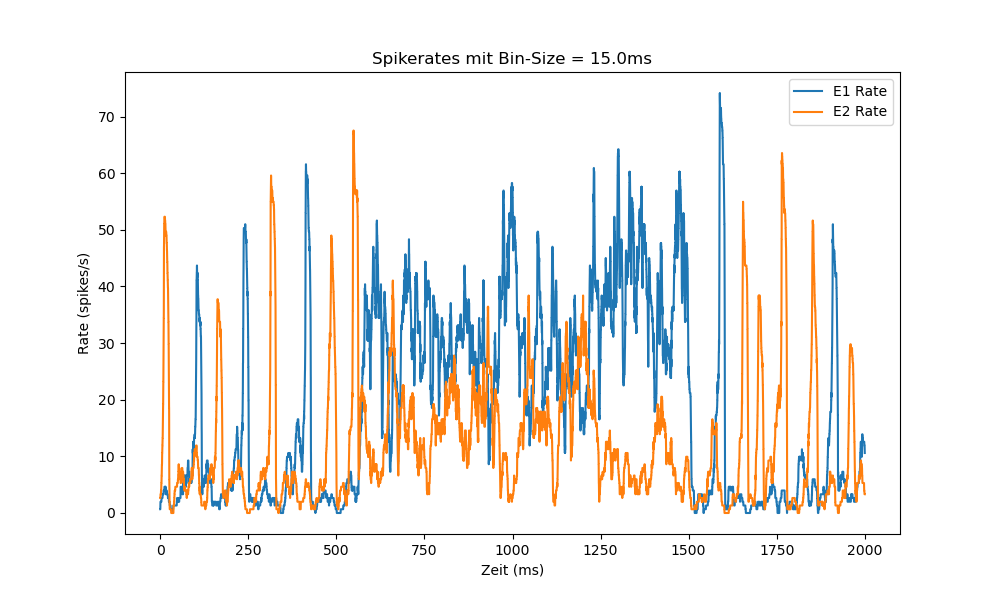 Spikerates mit Bin-Size = 15.0ms
E1 Rate
E2 Rate
Rate (spikes/s)
70
60
50
40
30
20
10
0
0 250 500 750 1000 1250 1500 1750 2000
Zeit (ms)